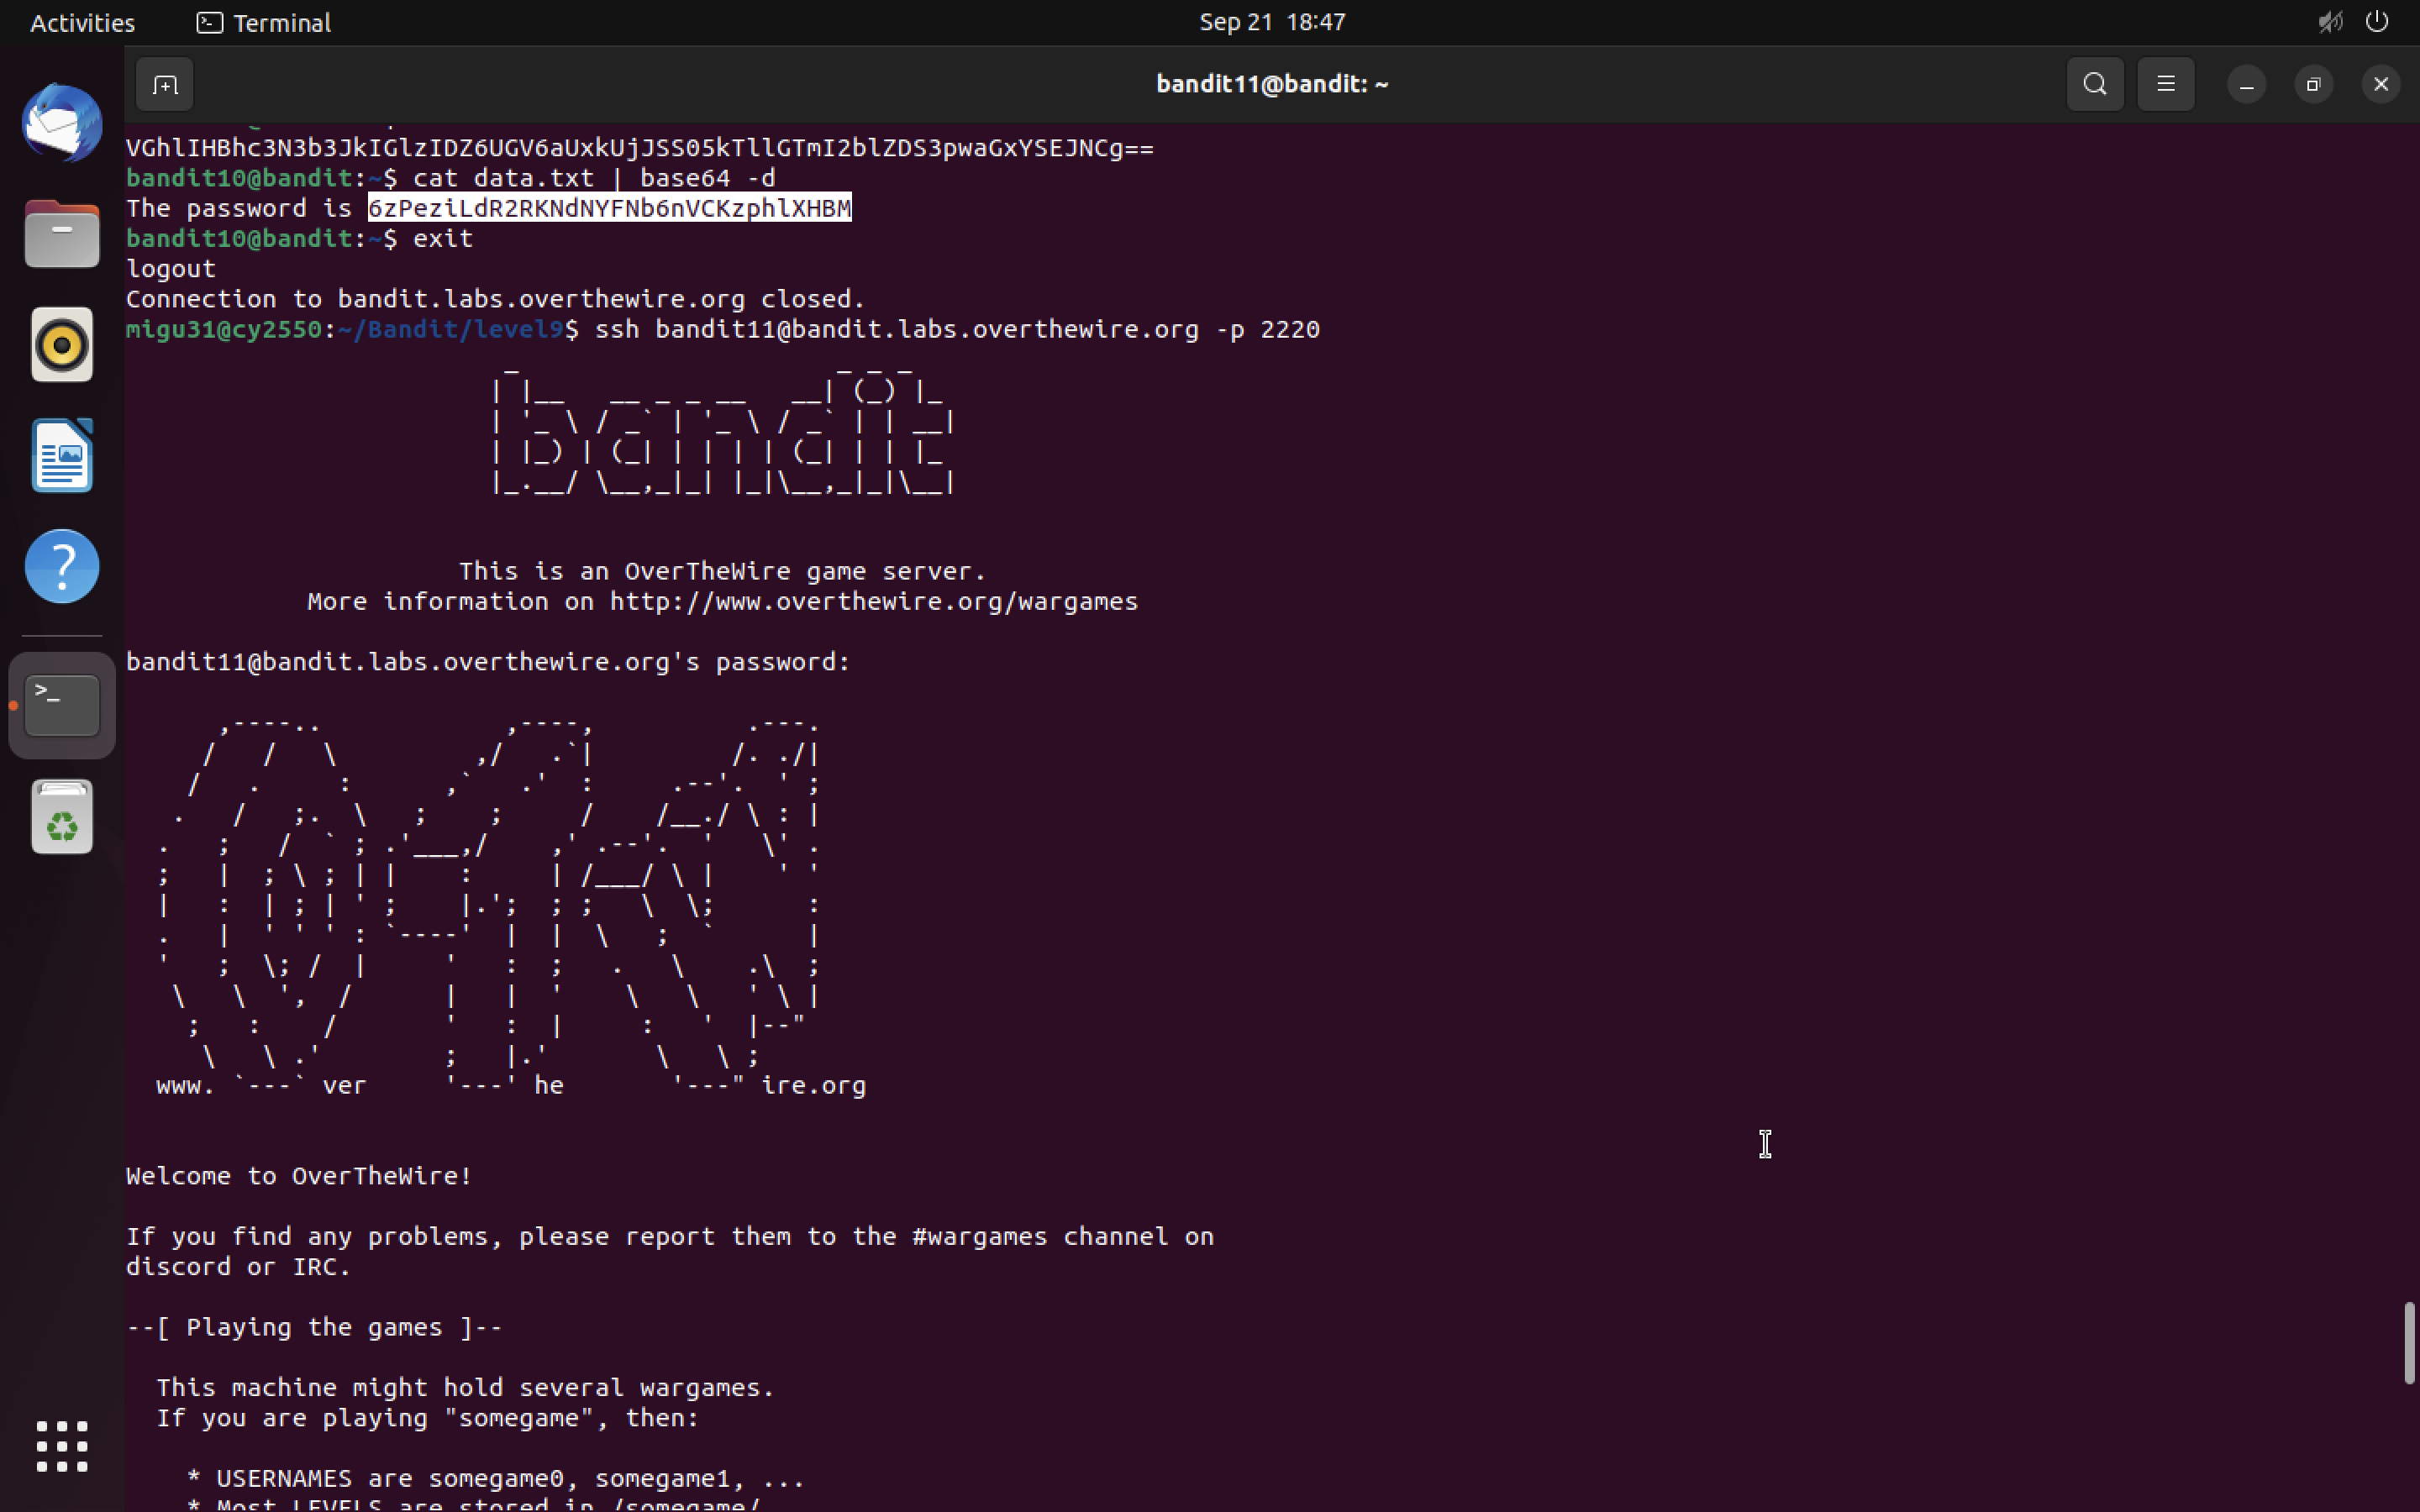 Activities Terminal Sep 21 18:47
bandit11@bandit: ~
VGhlIHBhc3N3b3JkIGlzIDZ6UGV6aUxkUjJSS05kTllGTmI2blZDS3pwaGxYSEJNCg==
bandit10@bandit:~$ cat data.txt | base64 -d
The password is 6zPeziLdR2RKNdNYFNb6nVCKzphlXHBM
bandit10@bandit:~$ exit
logout
Connection to bandit.labs.overthewire.org closed.
migu31@cy2550:~/Bandit/level9$ ssh bandit11@bandit.labs.overthewire.org -p 2220
bandit
This is an OverTheWire game server.
More information on http://www.overthewire.org/wargames
bandit11@bandit.labs.overthewire.org's password:
www. ver he ire.org
Welcome to OverTheWire!
If you find any problems, please report them to the #wargames channel on
discord or IRC.
--[ Playing the games ]--
This machine might hold several wargames.
If you are playing "somegame", then:
* USERNAMES are somegame0, somegame1, ...
* Most LEVELS are stored in /somegame/